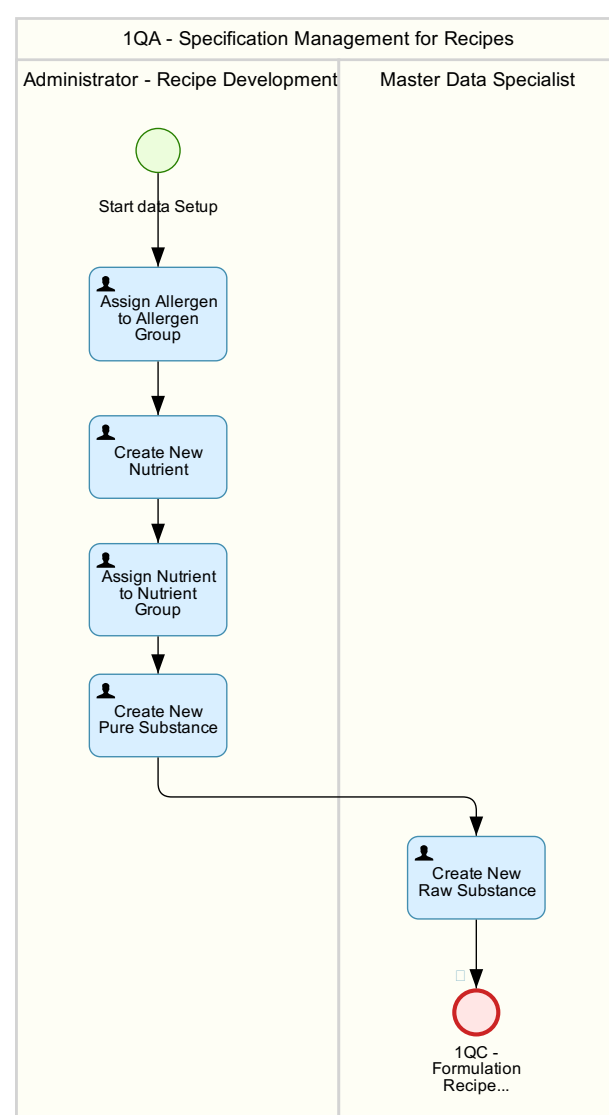 1QA - Specification Management for Recipes
Administrator - Recipe Development
Master Data Specialist
Start data Setup
Assign Allergen
to Allergen
Group
Create New
Nutrient
Assign Nutrient
to Nutrient
Group
Create New
Pure Substance
Create New
Raw Substance
1QC -
Formulation
Recipe...